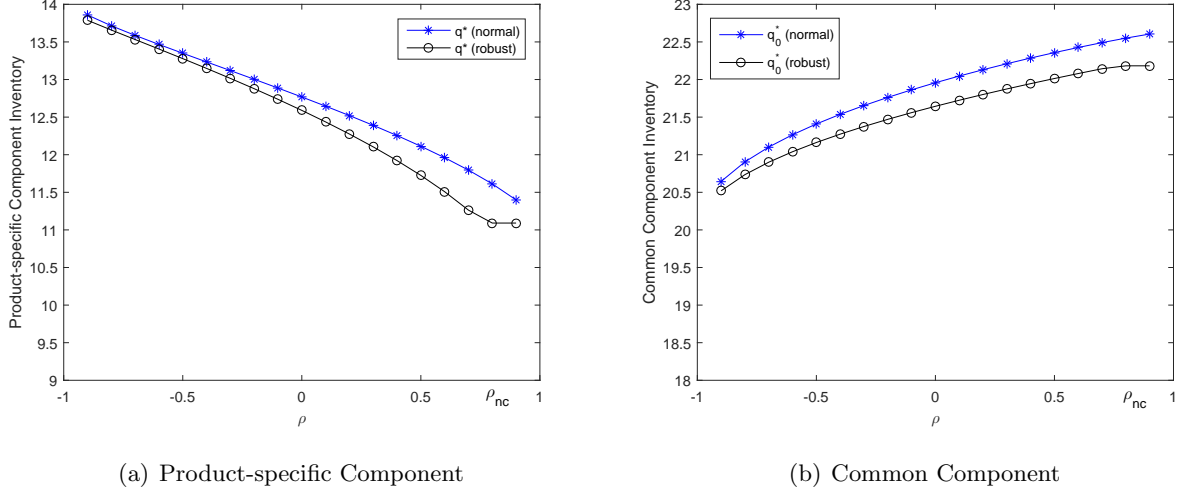 14
13.5
13
12.5
12
11.5
11
10.5
10
9.5
9
-1
-0.5
0
0.5
ρnc
1
ρ
Product-specific Component Inventory
q* (normal)
q* (robust)
(a) Product-specific Component
23
22.5
22
21.5
21
20.5
20
19.5
19
18.5
18
-1
-0.5
0
0.5
ρnc
1
ρ
Common Component Inventory
q*0 (normal)
q*0 (robust)
(b) Common Component